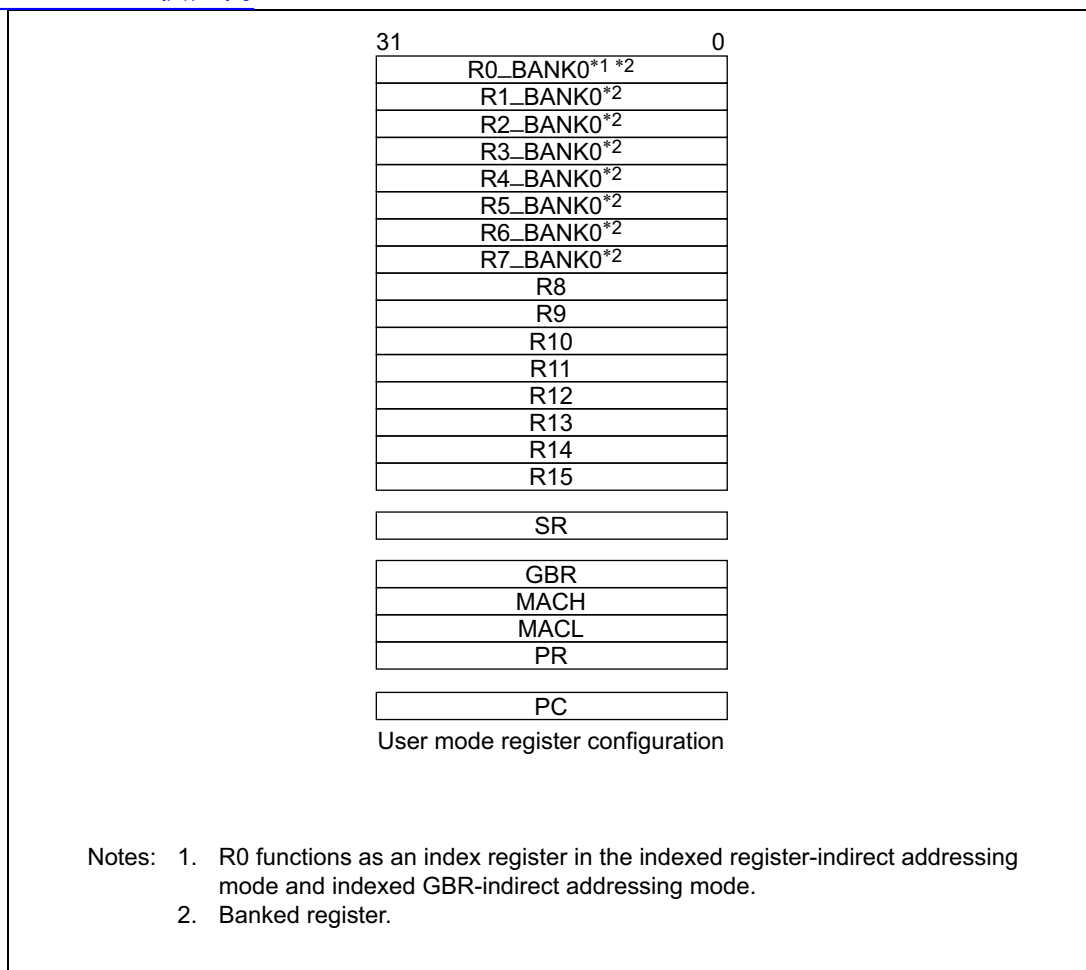 31 0
R0_BANK0*1 *2
R1_BANK0*2
R2_BANK0*2
R3_BANK0*2
R4_BANK0*2
R5_BANK0*2
R6_BANK0*2
R7_BANK0*2
R8
R9
R10
R11
R12
R13
R14
R15
SR
GBR
MACH
MACL
PR
PC
User mode register configuration
Notes: 1. R0 functions as an index register in the indexed register-indirect addressing
mode and indexed GBR-indirect addressing mode.
2. Banked register.